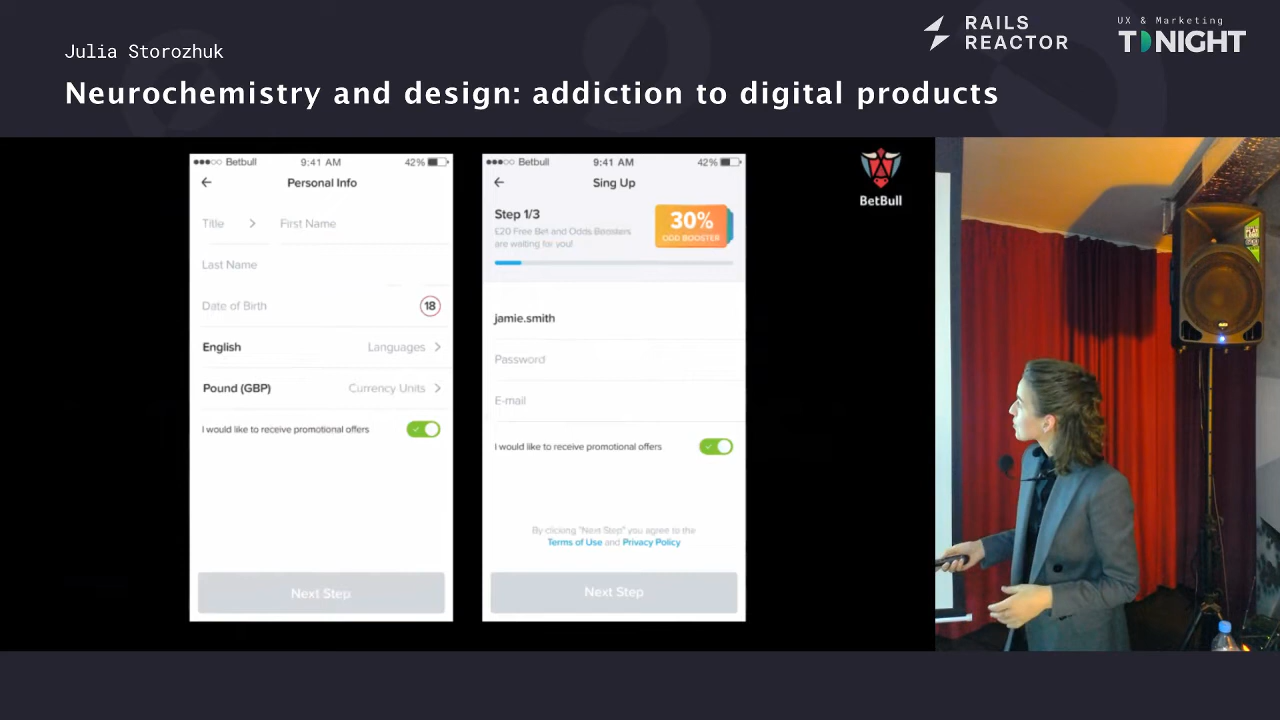 Julia Storozhuk
Neurochemistry and design: addiction to digital products
RAILS
REACTOR
UX & Marketing
TONIGHT
Betbull 9:41 AM 42%
Personal Info
Title First Name
Last Name
Date of Birth 18
English Languages
Pound (GBP) Currency Units
I would like to receive promotional offers
Next Step
Betbull 9:41 AM 42%
Sing Up
Step 1/3
£20 Free Bet and Odds Boosters
are waiting for you!
30%
ODD BOOSTER
jamie.smith
Password
E-mail
I would like to receive promotional offers
By clicking "Next Step" you agree to the
Terms of Use and Privacy Policy
Next Step
BetBull